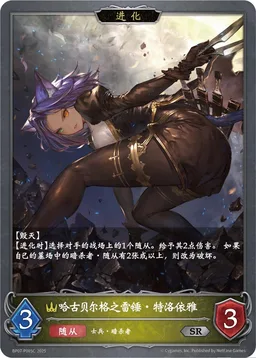 进化
【毁灭】
【进化时】选择对手的战场上的1个随从。给予其2点伤害。 如果
自己的墓场中的暗杀者·随从有2张或以上，则改为破坏。
哈古贝尔格之雷锤·特洛依雅
3
随从
士兵·暗杀者
SR
3